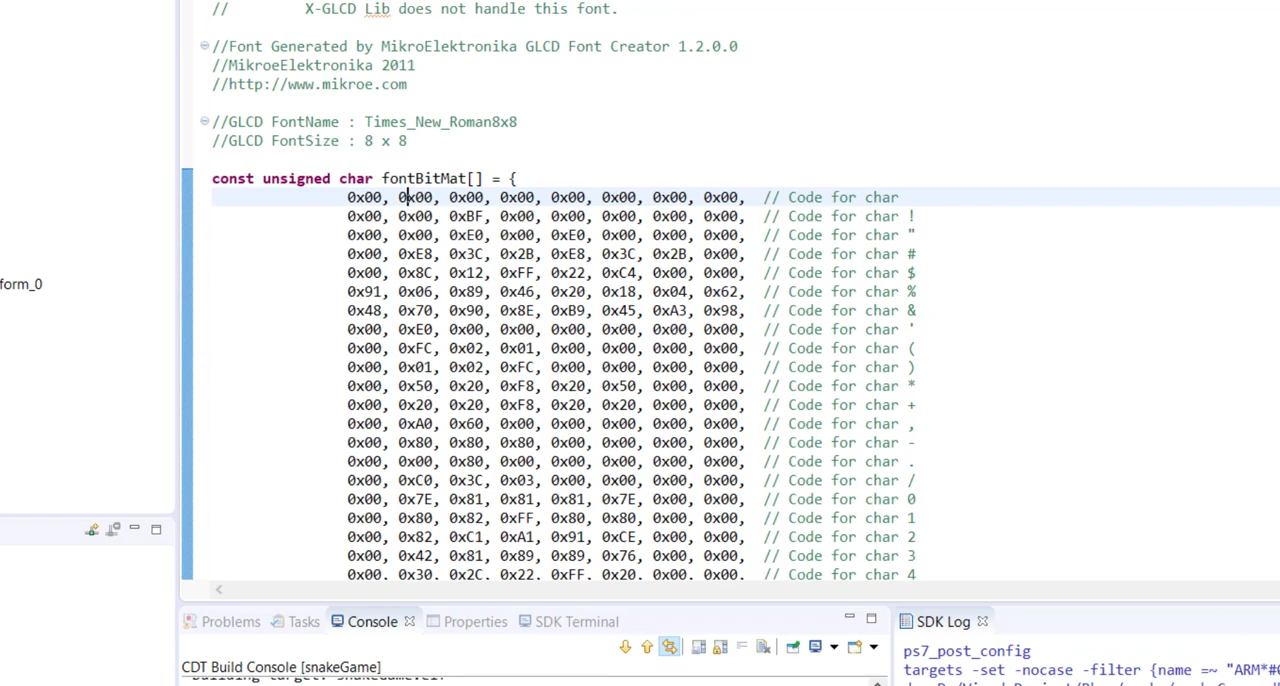 // X-GLCD Lib does not handle this font.
//Font Generated by MikroElektronika GLCD Font Creator 1.2.0.0
//MikroeElektronika 2011
//http://www.mikroe.com
//GLCD FontName : Times_New_Roman8x8
//GLCD FontSize : 8 x 8
const unsigned char fontBitMat[] = {
0x00, 0x00, 0x00, 0x00, 0x00, 0x00, 0x00, 0x00, // Code for char
0x00, 0x00, 0xBF, 0x00, 0x00, 0x00, 0x00, 0x00, // Code for char !
0x00, 0x00, 0xE0, 0x00, 0xE0, 0x00, 0x00, 0x00, // Code for char "
0x00, 0xE8, 0x3C, 0x2B, 0xE8, 0x3C, 0x2B, 0x00, // Code for char #
0x00, 0x8C, 0x12, 0xFF, 0x22, 0xC4, 0x00, 0x00, // Code for char $
0x91, 0x06, 0x89, 0x46, 0x20, 0x18, 0x04, 0x62, // Code for char %
0x48, 0x70, 0x90, 0x8E, 0xB9, 0x45, 0xA3, 0x98, // Code for char &
0x00, 0xE0, 0x00, 0x00, 0x00, 0x00, 0x00, 0x00, // Code for char '
0x00, 0xFC, 0x02, 0x01, 0x00, 0x00, 0x00, 0x00, // Code for char (
0x00, 0x01, 0x02, 0xFC, 0x00, 0x00, 0x00, 0x00, // Code for char )
0x00, 0x50, 0x20, 0xF8, 0x20, 0x50, 0x00, 0x00, // Code for char *
0x00, 0x20, 0x20, 0xF8, 0x20, 0x20, 0x00, 0x00, // Code for char +
0x00, 0xA0, 0x60, 0x00, 0x00, 0x00, 0x00, 0x00, // Code for char ,
0x00, 0x80, 0x80, 0x80, 0x00, 0x00, 0x00, 0x00, // Code for char -
0x00, 0x00, 0x80, 0x00, 0x00, 0x00, 0x00, 0x00, // Code for char .
0x00, 0xC0, 0x3C, 0x03, 0x00, 0x00, 0x00, 0x00, // Code for char /
0x00, 0x7E, 0x81, 0x81, 0x81, 0x7E, 0x00, 0x00, // Code for char 0
0x00, 0x80, 0x82, 0xFF, 0x80, 0x80, 0x00, 0x00, // Code for char 1
0x00, 0x82, 0xC1, 0xA1, 0x91, 0xCE, 0x00, 0x00, // Code for char 2
0x00, 0x42, 0x81, 0x89, 0x89, 0x76, 0x00, 0x00, // Code for char 3
0x00, 0x30, 0x2C, 0x22, 0xFF, 0x20, 0x00, 0x00, // Code for char 4
form_0
Problems Tasks Console Properties SDK Terminal
CDT Build Console [snakeGame]
SDK Log
ps7_post_config
targets -set -nocase -filter {name =~ "ARM*#0